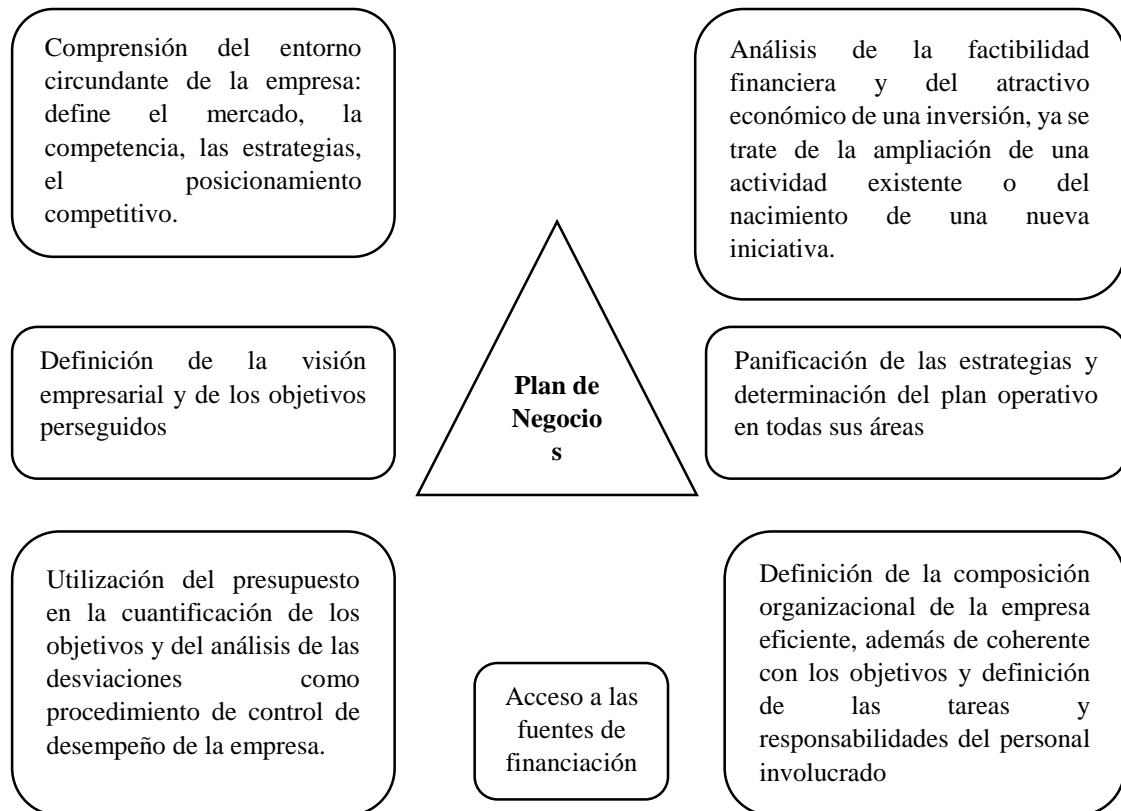 Comprensión del entorno
circundante de la empresa:
define el mercado, la
competencia, las estrategias,
el posicionamiento
competitivo.
Análisis de la factibilidad
financiera y del atractivo
económico de una inversión, ya se
trate de la ampliación de una
actividad existente o del
nacimiento de una nueva
iniciativa.
Definición de la visión
empresarial y de los objetivos
perseguidos
Plan de
Negocio
s
Panificación de las estrategias y
determinación del plan operativo
en todas sus áreas
Utilización del presupuesto
en la cuantificación de los
objetivos y del análisis de las
desviaciones como
procedimiento de control de
desempeño de la empresa.
Acceso a las
fuentes de
financiación
Definición de la composición
organizacional de la empresa
eficiente, además de coherente
con los objetivos y definición
de las tareas y
responsabilidades del personal
involucrado